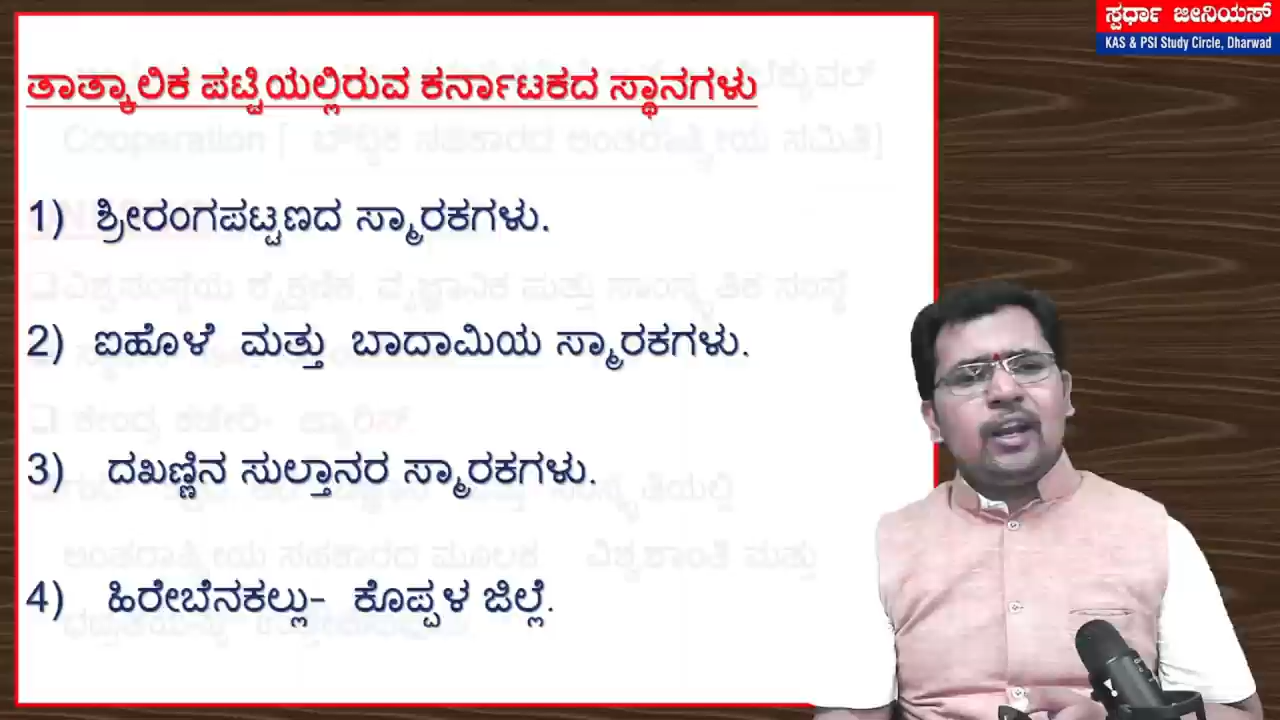 ಸ್ಪರ್ಧಾ ಜೀನಿಯಸ್
KAS & PSI Study Circle, Dharwad
ತಾತ್ಕಾಲಿಕ ಪಟ್ಟಿಯಲ್ಲಿರುವ ಕರ್ನಾಟಕದ ಸ್ಥಾನಗಳು
1) ಶ್ರೀರಂಗಪಟ್ಟಣದ ಸ್ಮಾರಕಗಳು.
2) ಐಹೊಳೆ ಮತ್ತು ಬಾದಾಮಿಯ ಸ್ಮಾರಕಗಳು.
3) ದಖಣ್ಣಿನ ಸುಲ್ತಾನರ ಸ್ಮಾರಕಗಳು.
4) ಹಿರೇಬೆನಕಲ್ಲು- ಕೊಪ್ಪಳ ಜಿಲ್ಲೆ.